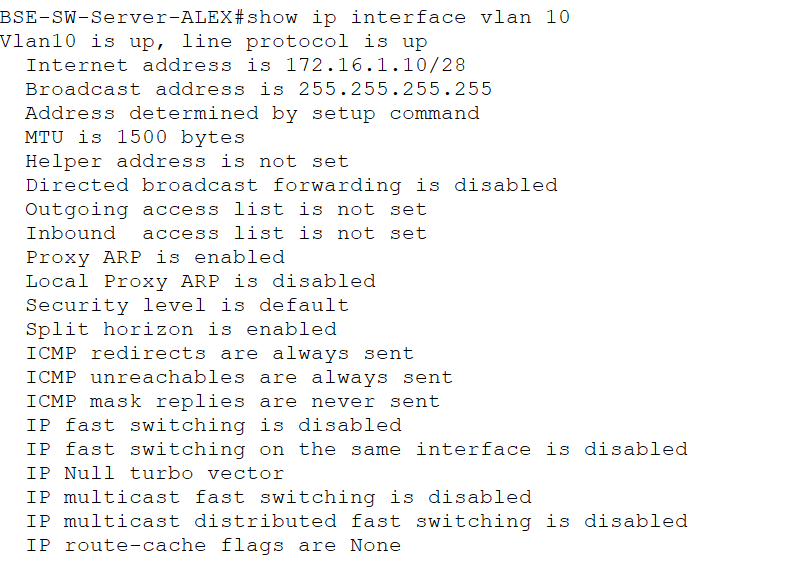 BSE-SW-Server-ALEX#show ip interface vlan 10
Vlan10 is up, line protocol is up
  Internet address is 172.16.1.10/28
  Broadcast address is 255.255.255.255
  Address determined by setup command
  MTU is 1500 bytes
  Helper address is not set
  Directed broadcast forwarding is disabled
  Outgoing access list is not set
  Inbound  access list is not set
  Proxy ARP is enabled
  Local Proxy ARP is disabled
  Security level is default
  Split horizon is enabled
  ICMP redirects are always sent
  ICMP unreachables are always sent
  ICMP mask replies are never sent
  IP fast switching is disabled
  IP fast switching on the same interface is disabled
  IP Null turbo vector
  IP multicast fast switching is disabled
  IP multicast distributed fast switching is disabled
  IP route-cache flags are None